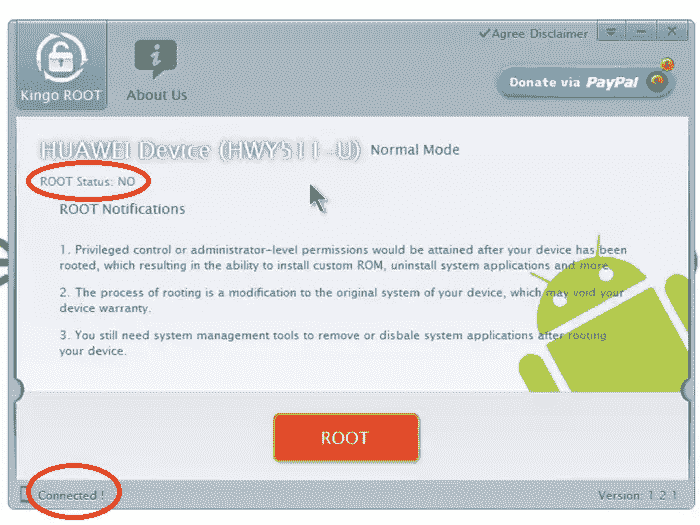 ✓Agree Disclaimer
Kingo ROOT
About Us
Donate via PayPal
HUAWEI Device (HWY511-U) Normal Mode
ROOT Status: NO
ROOT Notifications
1. Privileged control or administrator-level permissions would be attained after your device has been
rooted, which resulting in the ability to install custom ROM, uninstall system applications and more.
2. The process of rooting is a modification to the original system of your device, which may void your
device warranty.
3. You still need system management tools to remove or disbale system applications after rooting
your device.
ROOT
Connected !
Version: 1.2.1